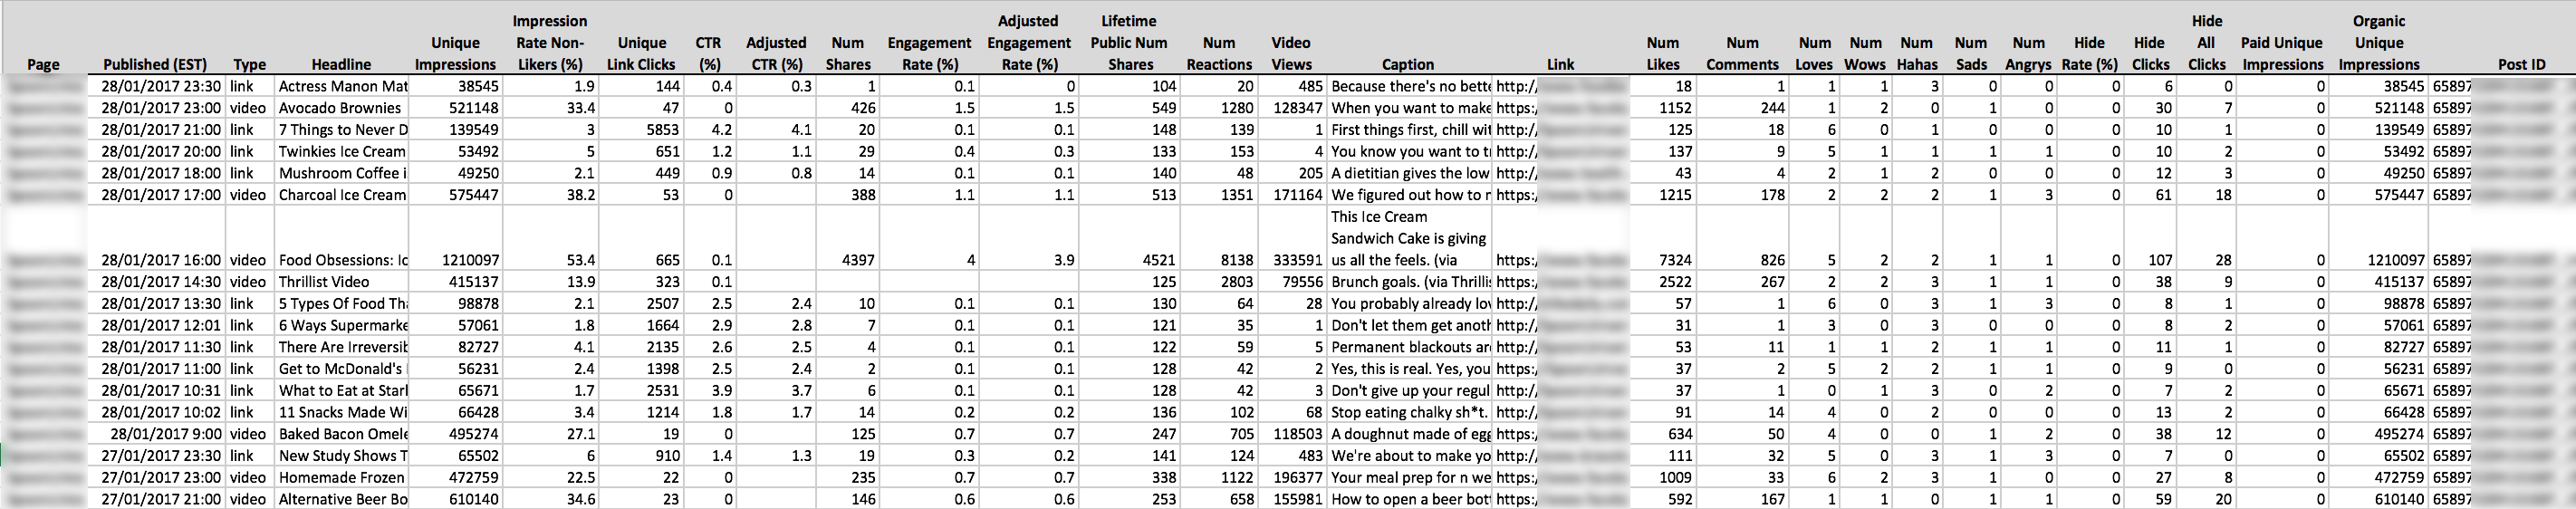 Page Published (EST) Type Headline Unique Impressions Impression Rate Non-Likers (%) Unique Link Clicks CTR (%) Adjusted CTR (%) Num Shares Engagement Rate (%) Adjusted Engagement Rate (%) Lifetime Public Num Shares Num Reactions Video Views Caption Link Num Likes Num Comments Num Loves Num Wows Num Hahas Num Sads Num Angrys Hide Rate (%) Hide Clicks Hide All Clicks Paid Unique Impressions Organic Unique Impressions Post ID
28/01/2017 23:30 link Actress Manon Mat 38545 1.9 144 0.4 0.3 1 0.1 0 104 20 485 Because there's no bette http:/ 18 1 1 1 3 0 0 0 6 0 0 38545 65897
28/01/2017 23:00 video Avocado Brownies 521148 33.4 47 0 426 1.5 1.5 549 1280 128347 When you want to make https:/ 1152 244 1 2 0 1 0 0 30 7 0 521148 65897
28/01/2017 21:00 link 7 Things to Never D 139549 3 5853 4.2 4.1 20 0.1 0.1 148 139 1 First things first, chill wit http:/ 125 18 6 0 1 0 0 0 10 1 0 139549 65897
28/01/2017 20:00 link Twinkies Ice Cream 53492 5 651 1.2 1.1 29 0.4 0.3 133 153 4 You know you want to t http:/ 137 9 5 1 1 1 1 0 10 2 0 53492 65897
28/01/2017 18:00 link Mushroom Coffee i 49250 2.1 449 0.9 0.8 14 0.1 0.1 140 48 205 A dietitian gives the low http:/ 43 4 2 1 2 0 0 0 12 3 0 49250 65897
28/01/2017 17:00 video Charcoal Ice Cream 575447 38.2 53 0 388 1.1 1.1 513 1351 171164 We figured out how to r https:/ 1215 178 2 2 2 1 3 0 61 18 0 575447 65897
This Ice Cream
Sandwich Cake is giving
28/01/2017 16:00 video Food Obsessions: Ic 1210097 53.4 665 0.1 4397 4 3.9 4521 8138 333591 us all the feels. (via https:/ 7324 826 5 2 2 1 1 0 107 28 0 1210097 65897
28/01/2017 14:30 video Thrillist Video 415137 13.9 323 0.1 125 2803 79556 Brunch goals. (via Thrillis https:/ 2522 267 2 2 3 1 1 0 38 9 0 415137 65897
28/01/2017 13:30 link 5 Types Of Food Tha 98878 2.1 2507 2.5 2.4 10 0.1 0.1 130 64 28 You probably already lov http:/ 57 1 6 0 3 1 3 0 8 1 0 98878 65897
28/01/2017 12:01 link 6 Ways Supermarke 57061 1.8 1664 2.9 2.8 7 0.1 0.1 121 35 1 Don't let them get anoth http:/ 31 1 3 0 3 0 0 0 8 2 0 57061 65897
28/01/2017 11:30 link There Are Irreversib 82727 4.1 2135 2.6 2.5 4 0.1 0.1 122 59 5 Permanent blackouts ar http:/ 53 11 1 1 2 1 1 0 11 1 0 82727 65897
28/01/2017 11:00 link Get to McDonald's 56231 2.4 1398 2.5 2.4 2 0.1 0.1 128 42 2 Yes, this is real. Yes, you http:/ 37 2 5 2 2 1 1 0 9 0 0 56231 65897
28/01/2017 10:31 link What to Eat at Starl 65671 1.7 2531 3.9 3.7 6 0.1 0.1 128 42 3 Don't give up your regul http:/ 37 1 0 1 3 0 2 0 7 2 0 65671 65897
28/01/2017 10:02 link 11 Snacks Made Wi 66428 3.4 1214 1.8 1.7 14 0.2 0.2 136 102 68 Stop eating chalky sh*t. http:/ 91 14 4 0 2 0 0 0 13 2 0 66428 65897
28/01/2017 9:00 video Baked Bacon Omele 495274 27.1 19 0 125 0.7 0.7 247 705 118503 A doughnut made of egg https:/ 634 50 4 0 0 1 2 0 38 12 0 495274 65897
27/01/2017 23:30 link New Study Shows T 65502 6 910 1.4 1.3 19 0.3 0.2 141 124 483 We're about to make yo http:/ 111 32 5 0 3 1 3 0 7 0 0 65502 65897
27/01/2017 23:00 video Homemade Frozen 472759 22.5 22 0 235 0.7 0.7 338 1122 196377 Your meal prep for n we https:/ 1009 33 6 2 3 1 1 0 27 8 0 472759 65897
27/01/2017 21:00 video Alternative Beer Bo 610140 34.6 23 0 146 0.6 0.6 253 658 155981 How to open a beer bot https:/ 592 167 1 1 0 1 1 0 59 20 0 610140 65897